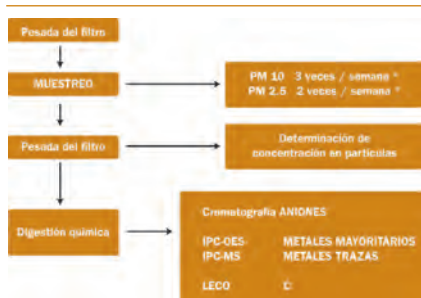 Pesada del filtro
MUESTREO
PM 10 3 veces / semana *
PM 2.5 2 veces / semana *
Pesada del filtro
Determinación de
concentración en partículas
Digestión química
Cromatografía ANIONES
IPC-OES METALES MAYORITARIOS
IPC-MS METALES TRAZAS
LECO C